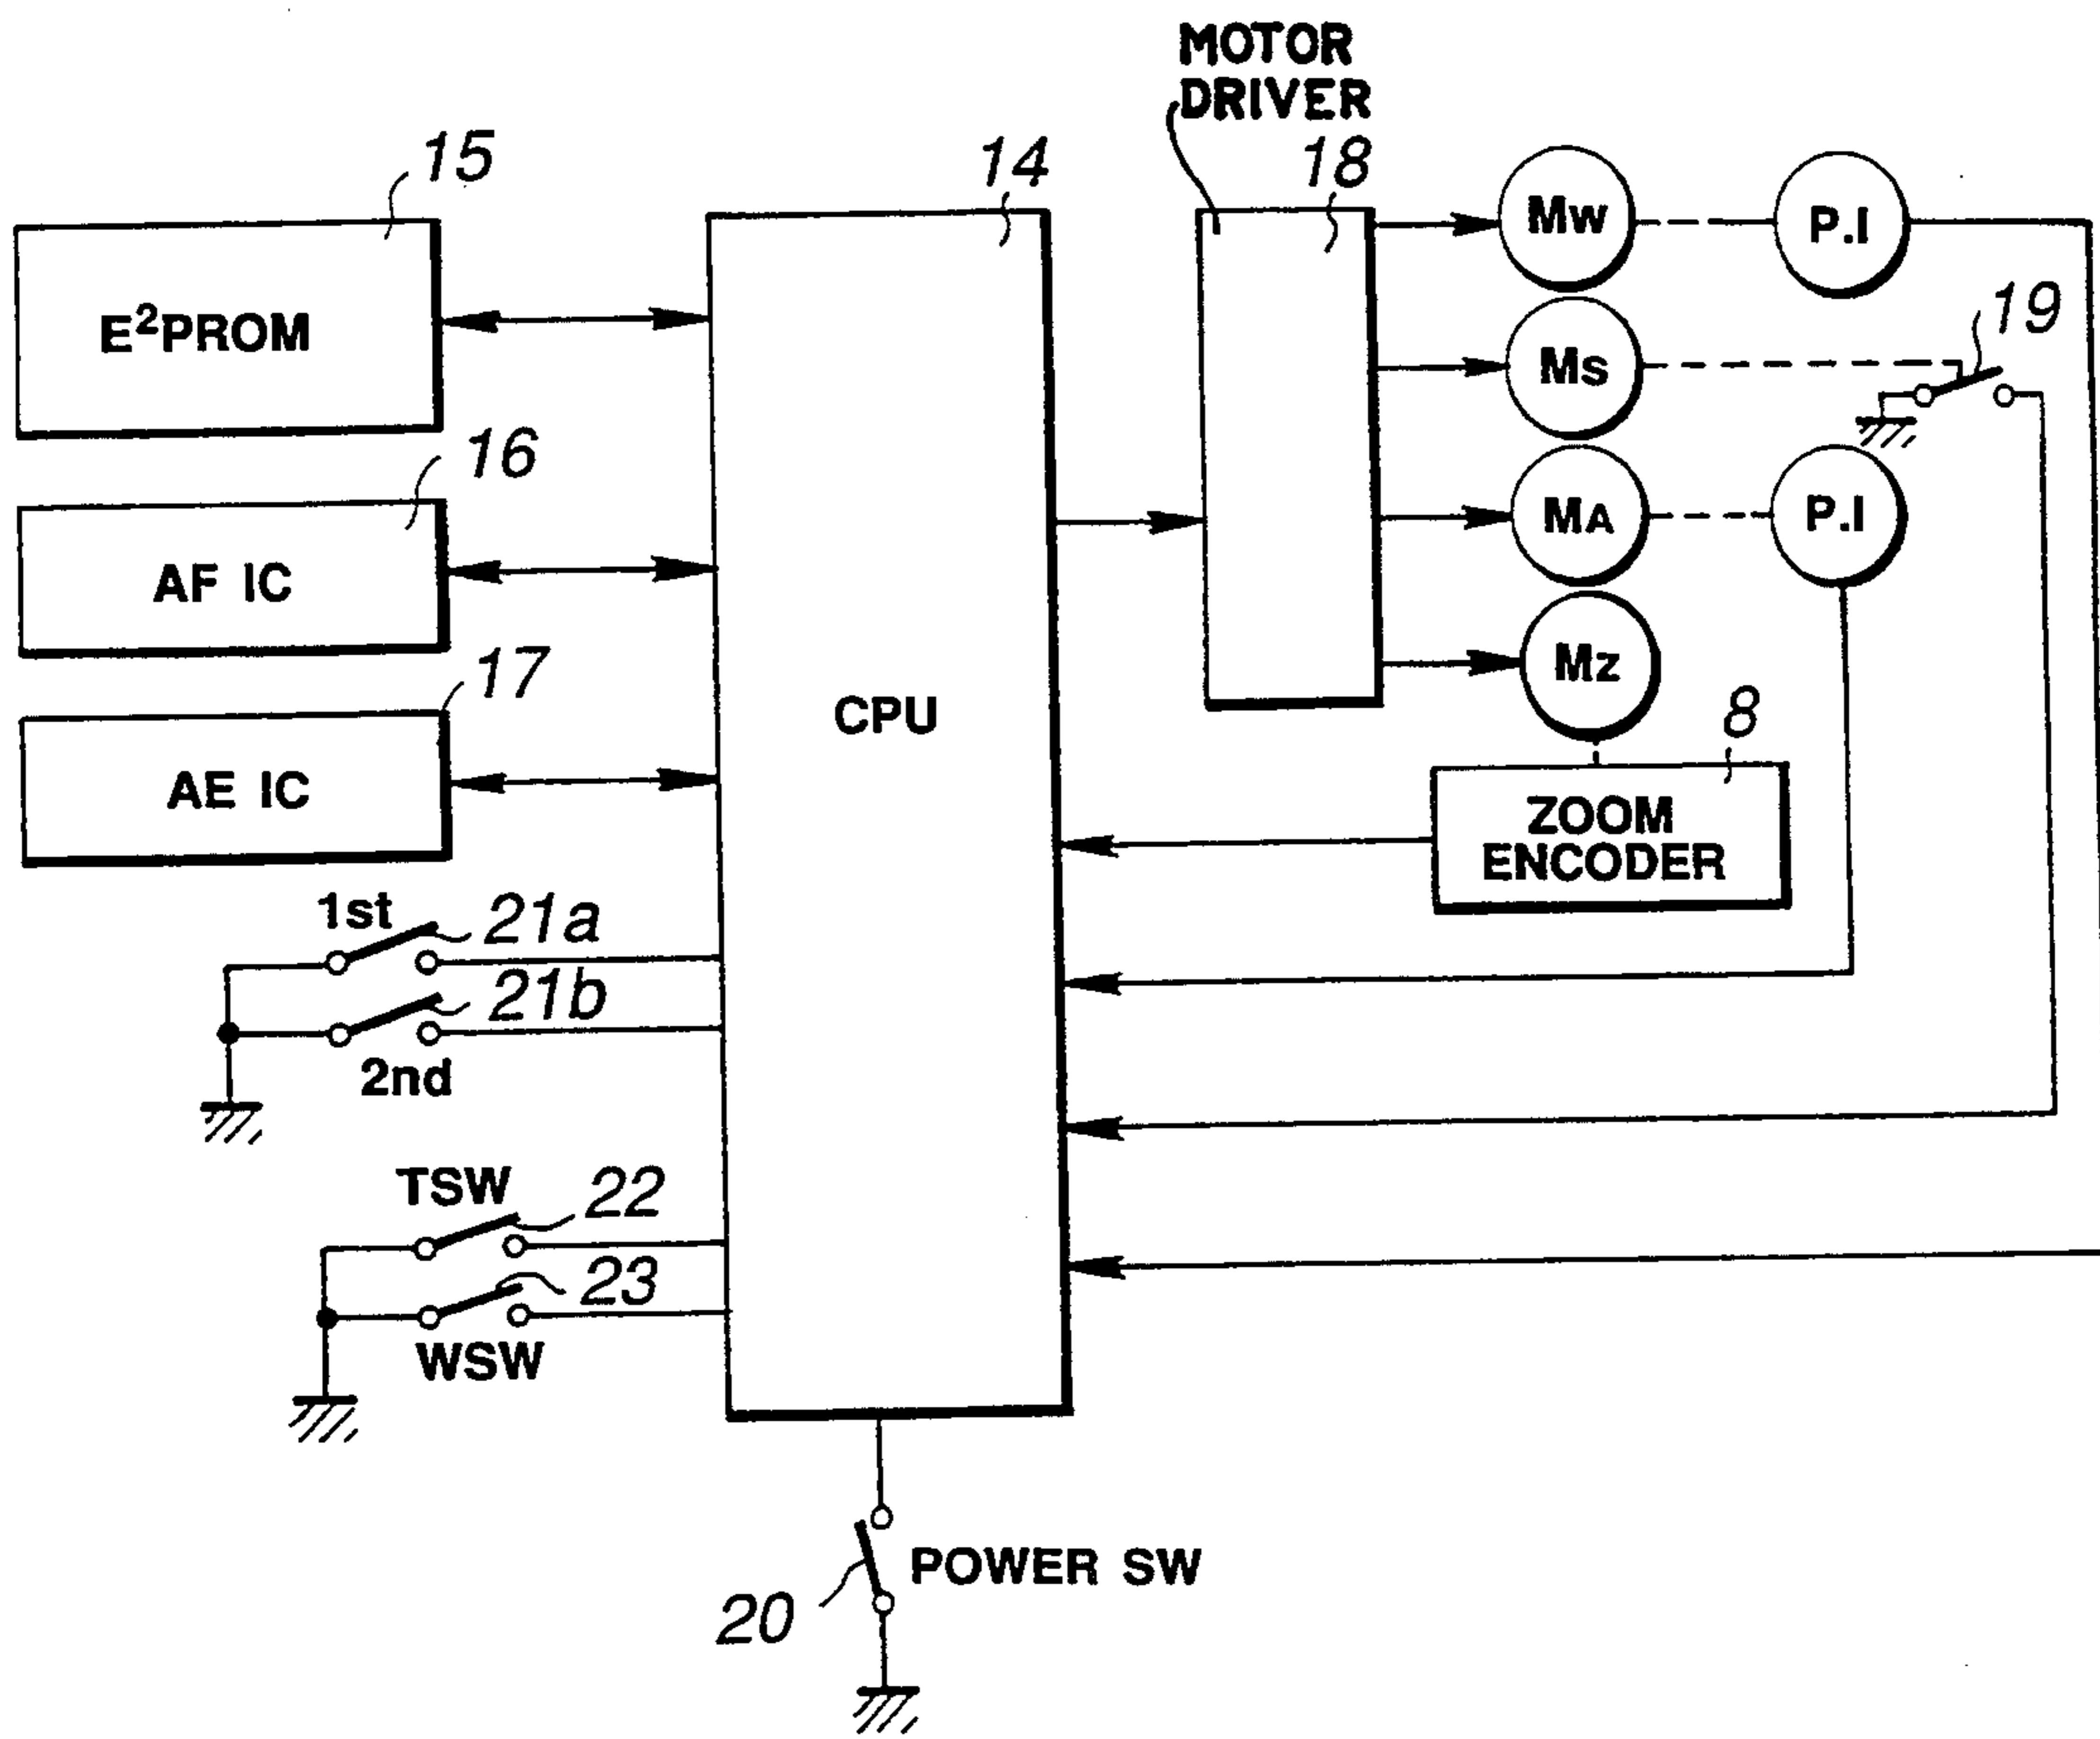 MOTOR
DRIVER
15
14
18
Mw
P.I
E²PROM
19
Ms
16
MA
P.I
AF IC
17
Mz
CPU
8
AE IC
ZOOM
ENCODER
1st
21a
21b
2nd
TSW
22
23
WSW
POWER SW
20